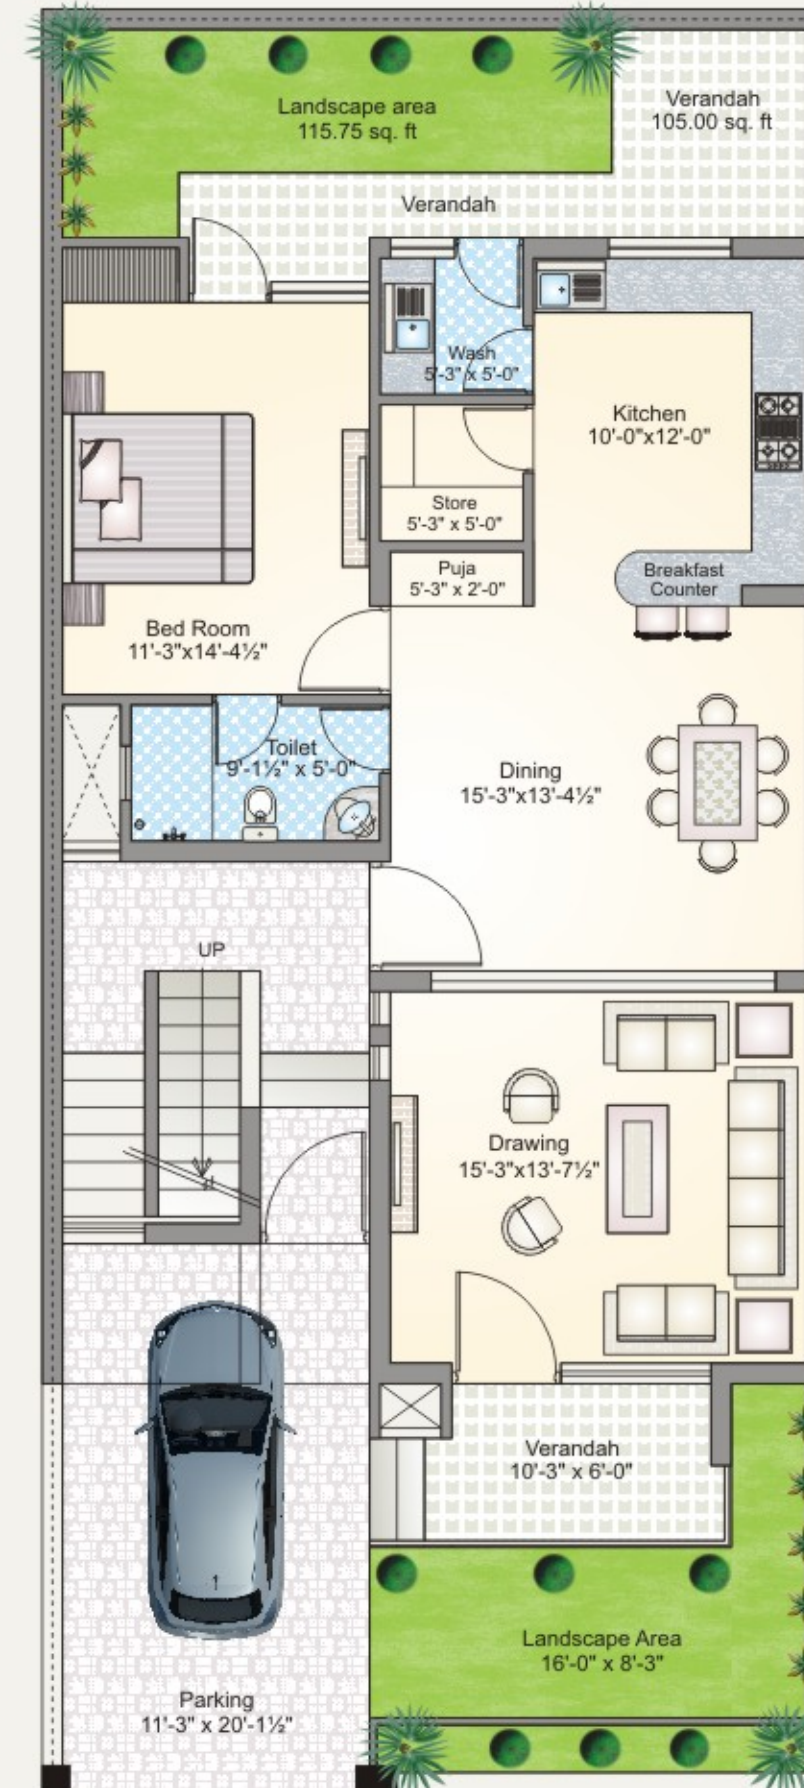 Landscape area
115.75 sq. ft
Verandah
105.00 sq. ft
Verandah
Wash
5'-3" x 5'-0"
Kitchen
10'-0"x12'-0"
Store
5'-3" x 5'-0"
Puja
5'-3" x 2'-0"
Breakfast
Counter
Bed Room
11'-3"x14'-4½"
Toilet
9'-1½" x 5'-0"
Dining
15'-3"x13'-4½"
UP
Drawing
15'-3"x13'-7½"
Verandah
10'-3" x 6'-0"
1
Landscape Area
16'-0" x 8'-3"
Parking
11'-3" x 20'-1½"